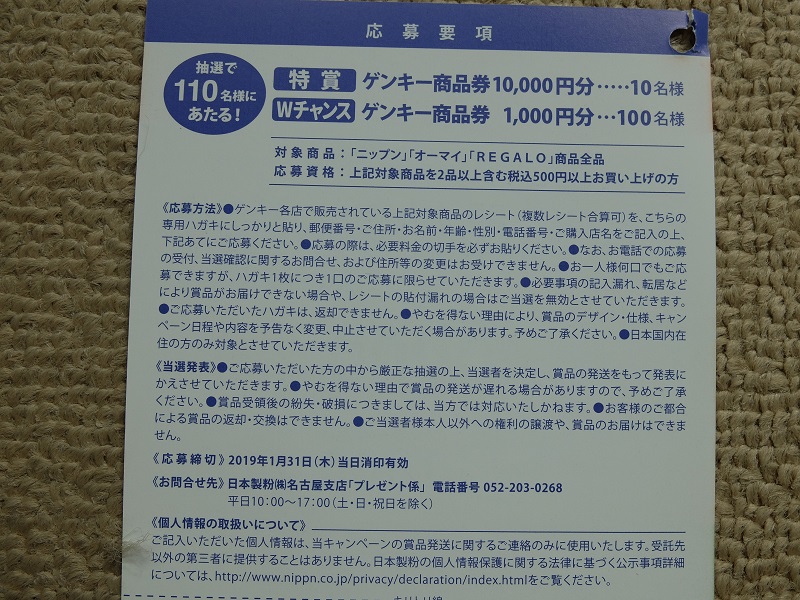 応募要項
抽選で
110名様に
あたる!
特賞 ゲンキー商品券10,000円分‥‥‥10名様
Wチャンス ゲンキー商品券 1,000円分‥‥100名様
対象商品：「ニップン」「オーマイ」「REGALO」商品全品
応募資格：上記対象商品を2品以上含む税込500円以上お買い上げの方
《応募方法》●ゲンキー各店で販売されている上記対象商品のレシート(複数レシート合算可)を、こちらの
専用ハガキにしっかりと貼り、郵便番号・ご住所・お名前・年齢・性別・電話番号・ご購入店名をご記入の上、
下記あてにご応募ください。●応募の際は、必要料金の切手を必ずお貼りください。●なお、お電話での応募
の受付、当選確認に関するお問合せ、および住所等の変更はお受けできません。●お一人様何口でもご応
募できますが、ハガキ1枚につき1口のご応募に限らせていただきます。●必要事項の記入漏れ、転居など
により賞品がお届けできない場合や、レシートの貼付漏れの場合はご当選を無効とさせていただきます。
●ご応募いただいたハガキは、返却できません。●やむを得ない理由により、賞品のデザイン・仕様、キャン
ペーン日程や内容を予告なく変更、中止させていただく場合があります。予めご了承ください。●日本国内在
住の方のみ対象とさせていただきます。
《当選発表》●ご応募いただいた方の中から厳正な抽選の上、当選者を決定し、賞品の発送をもって発表に
かえさせていただきます。●やむを得ない理由で賞品の発送が遅れる場合がありますので、予めご了承
ください。●賞品受領後の紛失・破損につきましては、当方では対応いたしかねます。●お客様のご都合
による賞品の返却・交換はできません。●ご当選者様本人以外への権利の譲渡や、賞品のお届けはできま
せん。
《応募締切》2019年1月31日(木)当日消印有効
《お問合せ先》日本製粉㈱名古屋支店「プレゼント係」 電話番号 052-203-0268
平日10:00〜17:00(土・日・祝日を除く)
《個人情報の取扱いについて》
ご記入いただいた個人情報は、当キャンペーンの賞品発送に関するご連絡のみに使用いたします。受託先
以外の第三者に提供することはありません。日本製粉の個人情報保護に関する法律に基づく公示事項詳細
については、http://www.nippn.co.jp/privacy/declaration/index.htmlをご覧ください。
キリトリ線